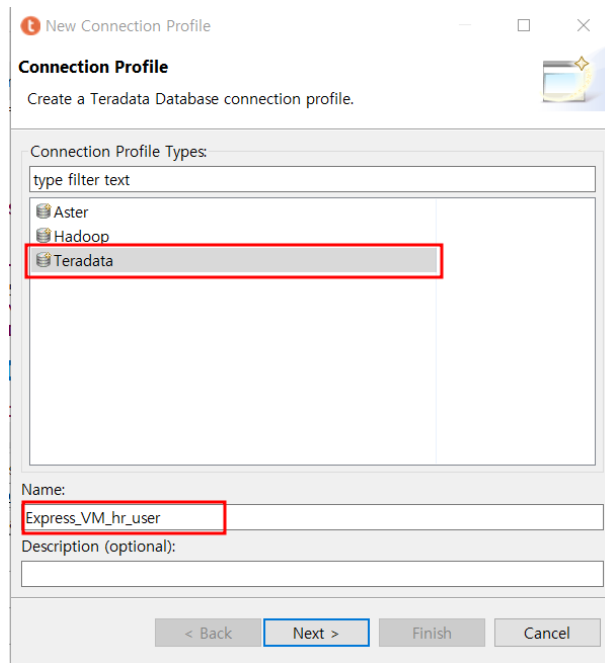 New Connection Profile
Connection Profile
Create a Teradata Database connection profile.
Connection Profile Types:
type filter text
Aster
Hadoop
Teradata
Name:
Express_VM_hr_user
Description (optional):
< Back Next > Finish Cancel